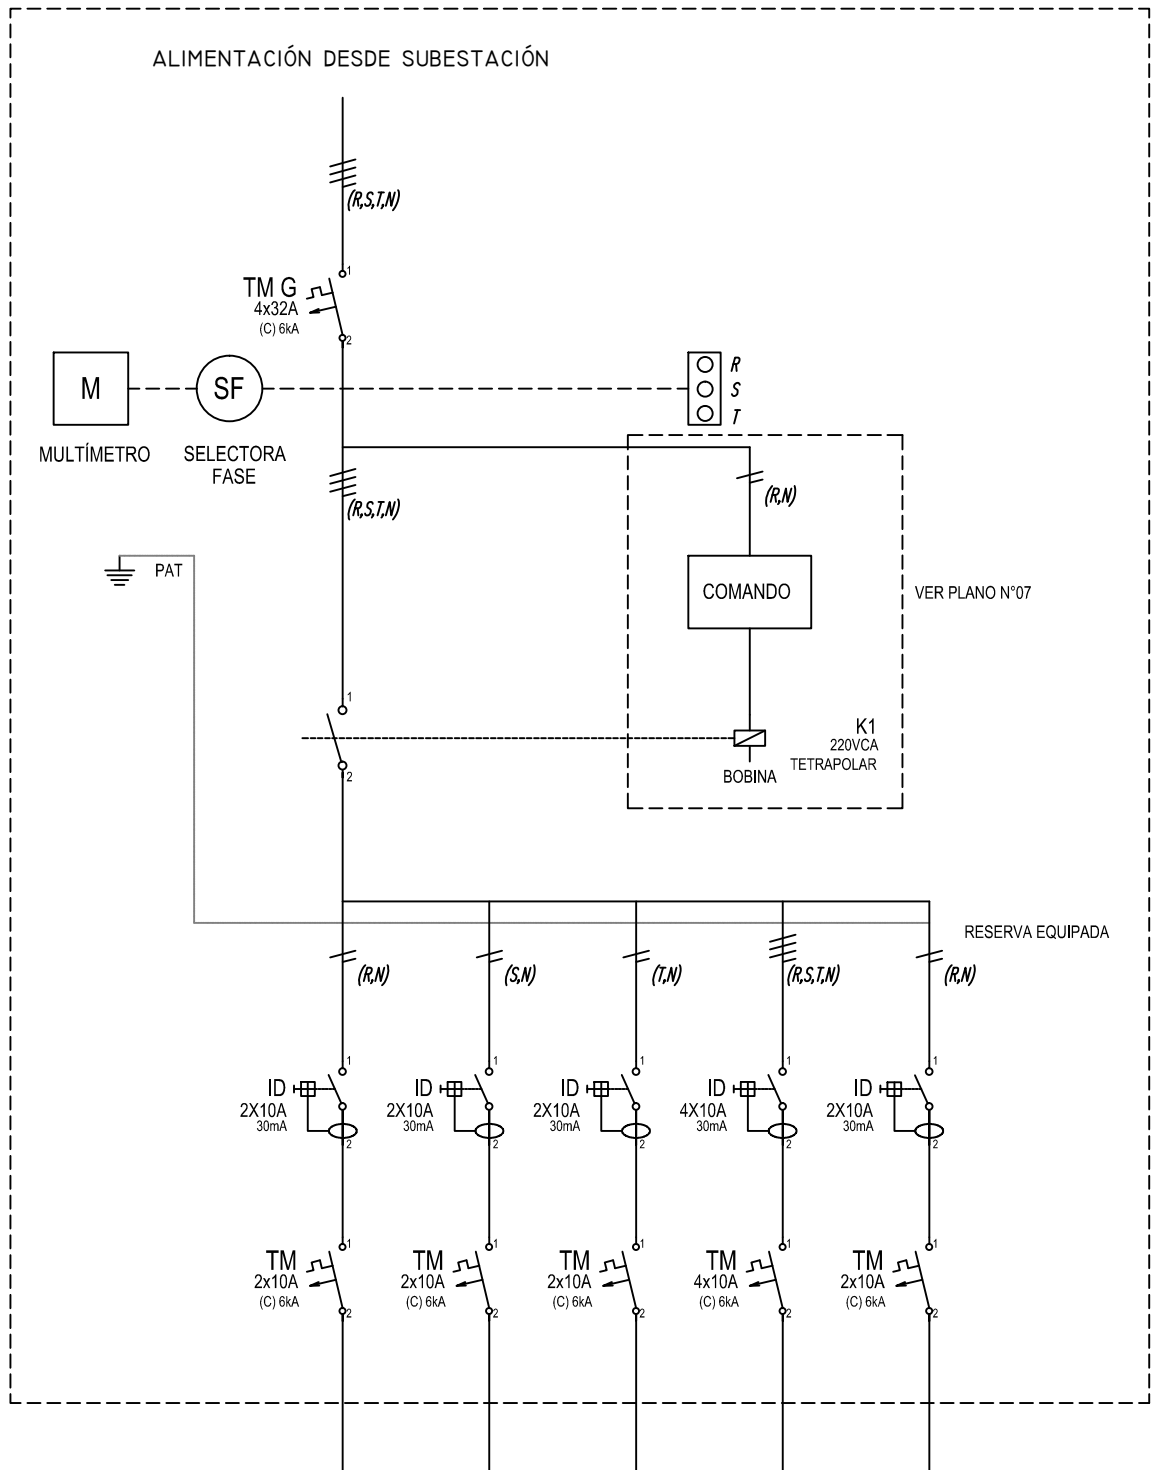 ALIMENTACIÓN DESDE SUBESTACIÓN
(R,S,T,N)
1
TM G
4x32A
(C) 6kA
2
M
SF
R
S
T
MULTÍMETRO
SELECTORA
FASE
(R,S,T,N)
(R,N)
PAT
COMANDO
VER PLANO N°07
1
2
K1
220VCA
TETRAPOLAR
BOBINA
RESERVA EQUIPADA
(R,N) (S,N) (T,N) (R,S,T,N) (R,N)
1 1 1 1 1
ID ID ID ID ID
2X10A 2X10A 2X10A 4X10A 2X10A
30mA 30mA 30mA 30mA 30mA
2 2 2 2 2
1 1 1 1 1
TM TM TM TM TM
2x10A 2x10A 2x10A 4x10A 2x10A
(C) 6kA (C) 6kA (C) 6kA (C) 6kA (C) 6kA
2 2 2 2 2